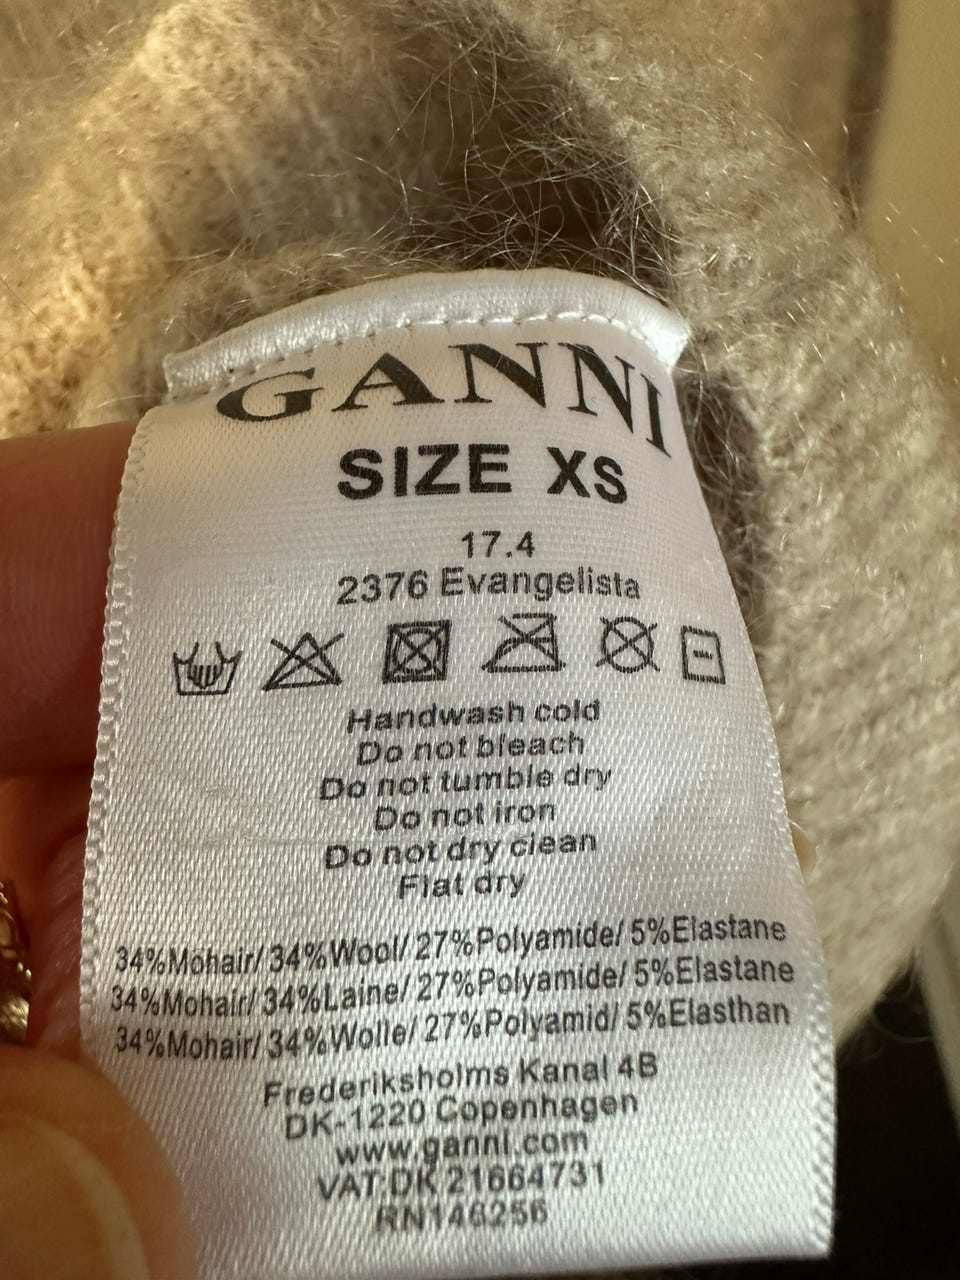 GANNI
SIZE XS
17.4
2376 Evangelista
Handwash cold
Do not bleach
Do not tumble dry
Do not iron
Do not dry clean
Flat dry
34%Mohair/ 34%Wool/ 27%Polyamide/ 5%Elastane
34%Mohair/ 34%Laine/ 27%Polyamide/ 5%Elastane
34%Mohair/ 34%Wolle/ 27%Polyamid/ 5%Elasthan
Frederiksholms Kanal 4B
DK-1220 Copenhagen
www.ganni.com
VAT:DK 21664731
RN146256